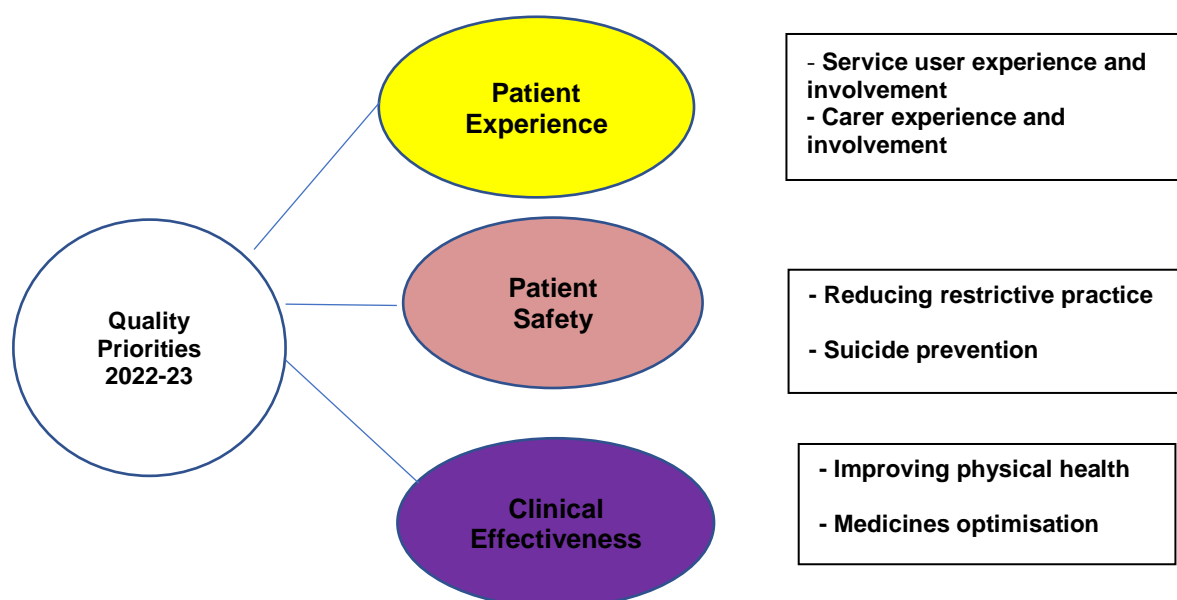 Patient
Experience
- Service user experience and
involvement
- Carer experience and
involvement
Quality
Priorities
2022-23
Patient
Safety
- Reducing restrictive practice
- Suicide prevention
Clinical
Effectiveness
- Improving physical health
- Medicines optimisation